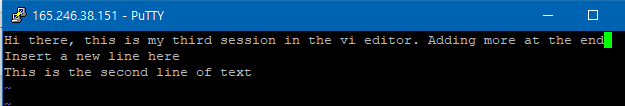 165.246.38.151 - PuTTY
Hi there, this is my third session in the vi editor. Adding more at the end
Insert a new line here
This is the second line of text
~
~